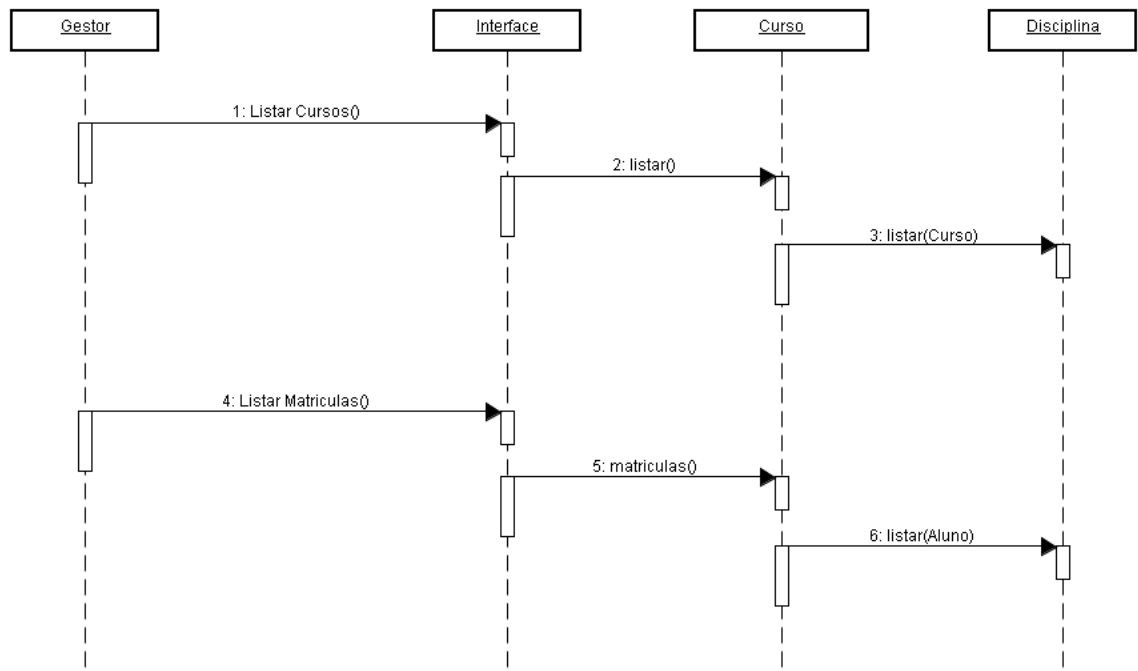 Gestor
Interface
Curso
Disciplina
1: Listar Cursos()
2: listar()
3: listar(Curso)
4: Listar Matriculas()
5: matriculas()
6: listar(Aluno)